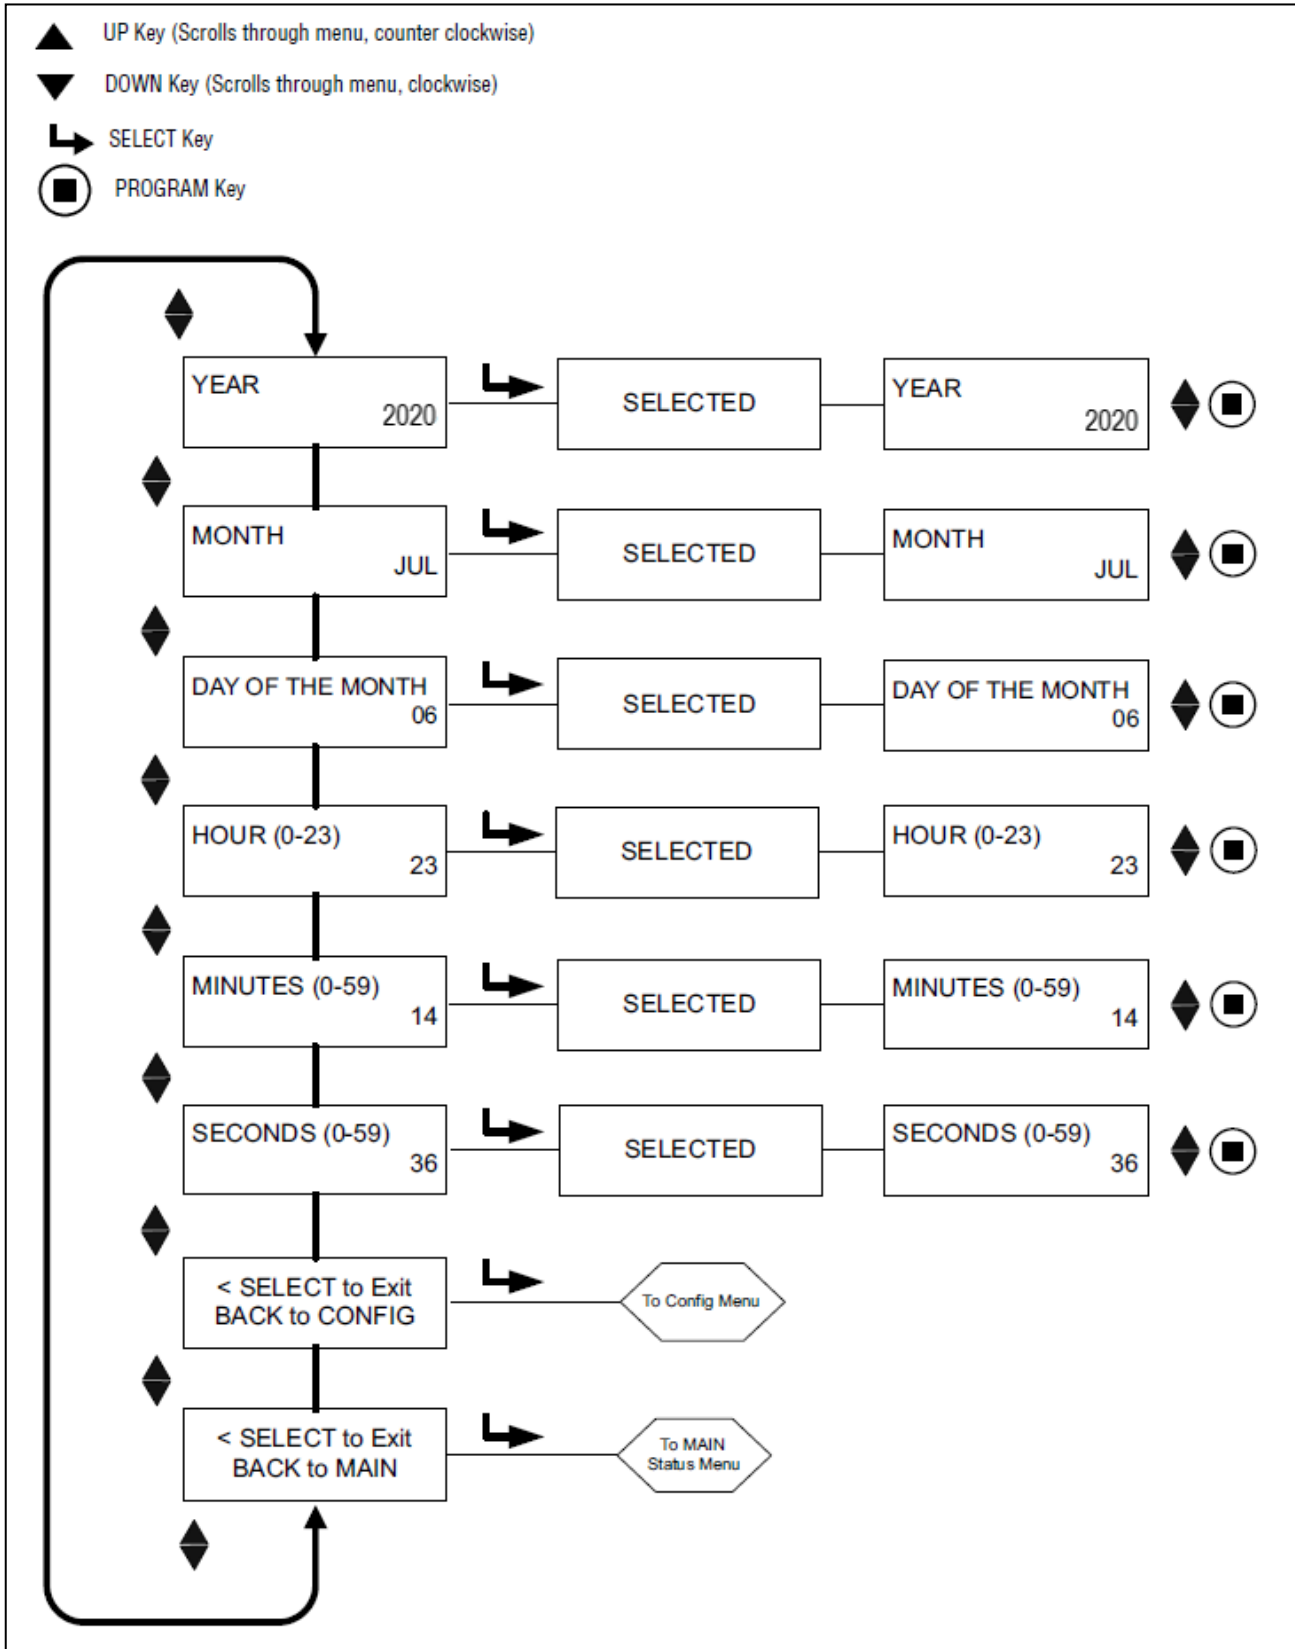 UP Key (Scrolls through menu, counter clockwise)
DOWN Key (Scrolls through menu, clockwise)
SELECT Key
PROGRAM Key
YEAR
2020
SELECTED
YEAR
2020
MONTH
JUL
SELECTED
MONTH
JUL
DAY OF THE MONTH
06
SELECTED
DAY OF THE MONTH
06
HOUR (0-23)
23
SELECTED
HOUR (0-23)
23
MINUTES (0-59)
14
SELECTED
MINUTES (0-59)
14
SECONDS (0-59)
36
SELECTED
SECONDS (0-59)
36
< SELECT to Exit
BACK to CONFIG
To Config Menu
< SELECT to Exit
BACK to MAIN
To MAIN
Status Menu